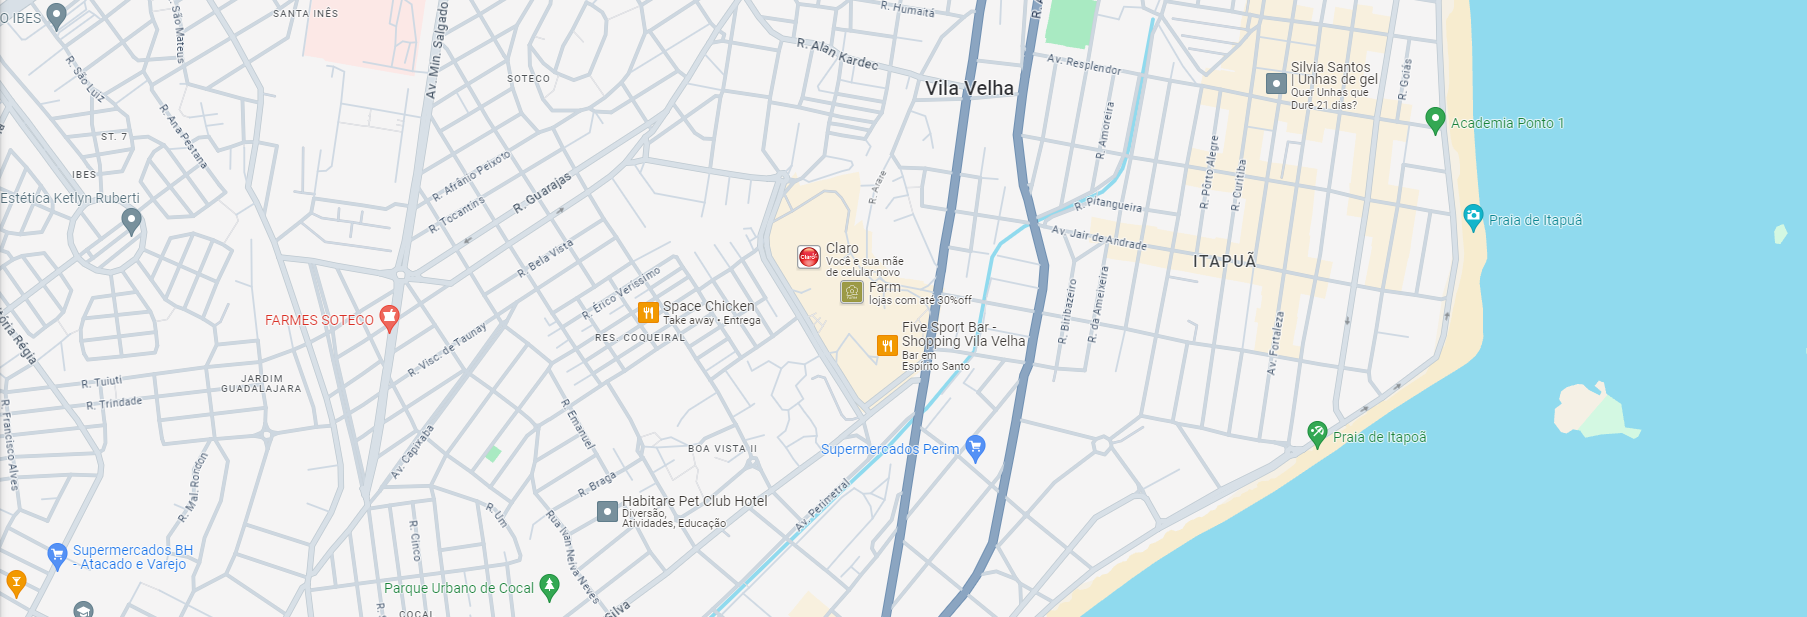 O IBES
SANTA INÊS
R. São Mateus
Av. Min. Salgado
R. Humaitá
R. Alan Kardec
Vila Velha
Av. Resplendor
Silvia Santos
| Unhas de gel
Quer Unhas que
Dure 21 dias?
R. Goiás
Academia Ponto 1
R. São Luiz
SOTECO
R. Ana Pestana
ST. 7
IBES
Estética Ketlyn Ruberti
R. Afrânio Peixoto
R. Guarajas
R. Tocantins
R. Arare
R. Amoreira
R. Pôrto Alegre
R. Curitiba
R. Pitangueira
Praia de Itapuã
Av. Jair de Andrade
ITAPUÃ
R. Bela Vista
R. Érico Veríssimo
Claro
Você e sua mãe
de celular novo
Farm
lojas com até 30%off
Space Chicken
Take away • Entrega
FARMES SOTECO
RES. COQUEIRAL
Five Sport Bar -
Shopping Vila Velha
Bar em
Espírito Santo
R. Biribazeiro
R. da Ameixeira
Av. Fortaleza
R. Visc. de Taunay
R. Tuiuti
R. Trindade
JARDIM
GUADALAJARA
R. Francisco Alves
R. Mal. Rondon
Av. Capixaba
R. Emanuel
BOA VISTA II
Supermercados Perim
Praia de Itapoã
R. Braga
Habitare Pet Club Hotel
Diversão,
Atividades, Educação
Av. Perimetral
R. Um
R. Cinco
Rua Ivan Neiva Neves
Supermercados BH
- Atacado e Varejo
Parque Urbano de Cocal
COCAL
Silva